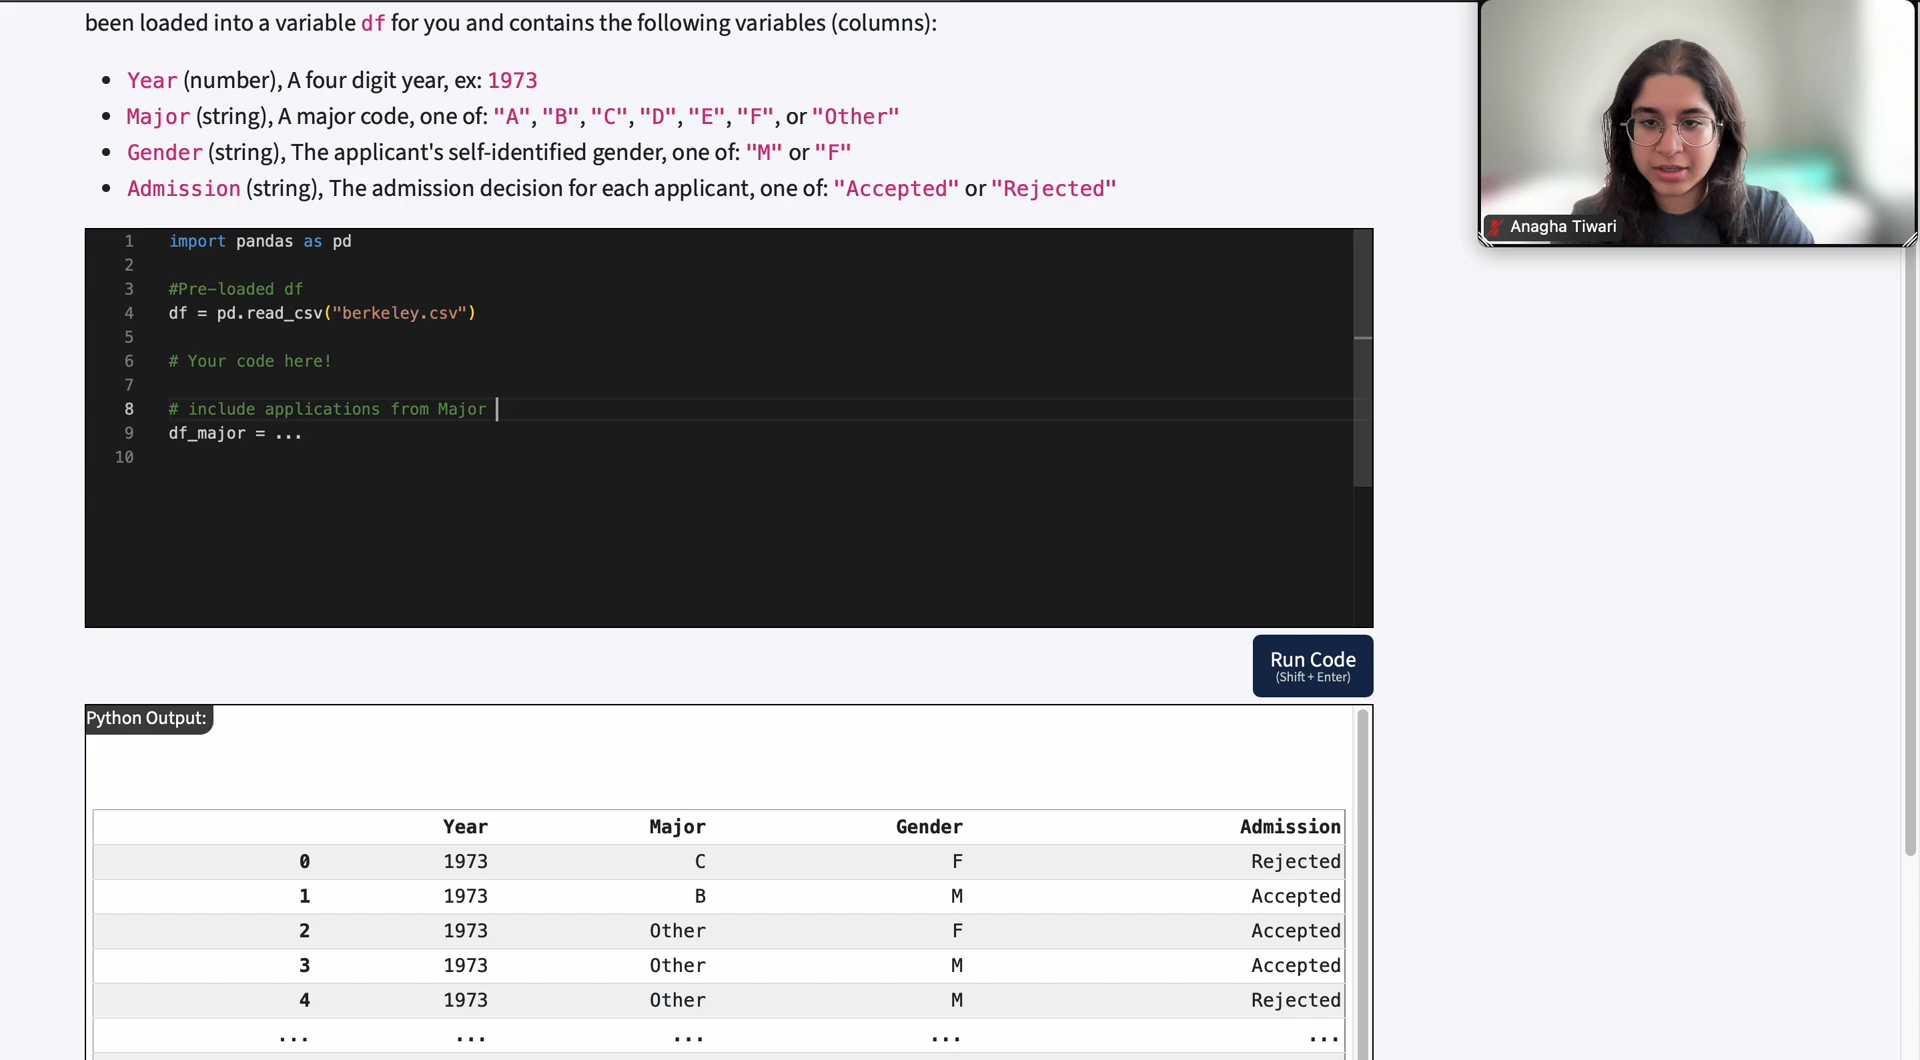 been loaded into a variable df for you and contains the following variables (columns):
• Year (number), A four digit year, ex: 1973
• Major (string), A major code, one of: "A", "B", "C", "D", "E", "F", or "Other"
• Gender (string), The applicant's self-identified gender, one of: "M" or "F"
• Admission (string), The admission decision for each applicant, one of: "Accepted" or "Rejected"
Anagha Tiwari
1 import pandas as pd
2
3 #Pre-loaded df
4 df = pd.read_csv("berkeley.csv")
5
6 # Your code here!
7
8 # include applications from Major
9 df_major = ...
10
Run Code
(Shift + Enter)
Python Output:
Year Major Gender Admission
0 1973 C F Rejected
1 1973 B M Accepted
2 1973 Other F Accepted
3 1973 Other M Accepted
4 1973 Other M Rejected
... ... ... ... ...